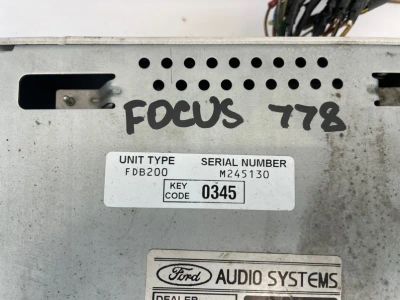 FOCUS 778
UNIT TYPE SERIAL NUMBER
FDB200 M245130
KEY CODE 0345
Ford AUDIO SYSTEMS
DEALER